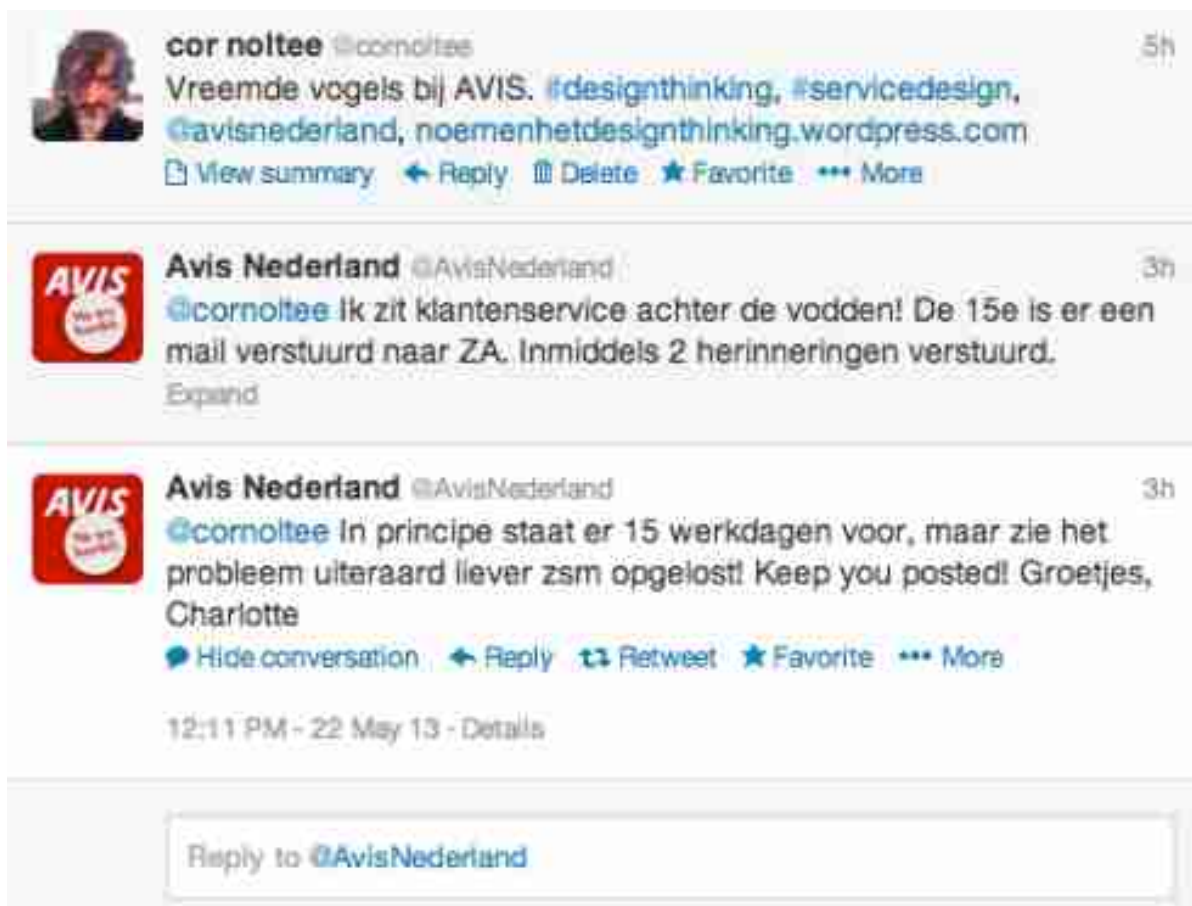 cor noltee @cornoltee 5h
Vreemde vogels bij AVIS. #designthinking, #servicedesign,
@avisnederland, noemenhetdesignthinking.wordpress.com
View summary Reply Delete Favorite More
Avis Nederland @AvisNederland 3h
AVIS
@cornoltee Ik zit klantenservice achter de vodden! De 15e is er een
mail verstuurd naar ZA. Inmiddels 2 herinneringen verstuurd.
Expand
Avis Nederland @AvisNederland 3h
AVIS
@cornoltee In principe staat er 15 werkdagen voor, maar zie het
probleem uiteraard liever zsm opgelost! Keep you posted! Groetjes,
Charlotte
Hide conversation Reply Retweet Favorite More
12:11 PM - 22 May 13 - Details
Reply to @AvisNederland